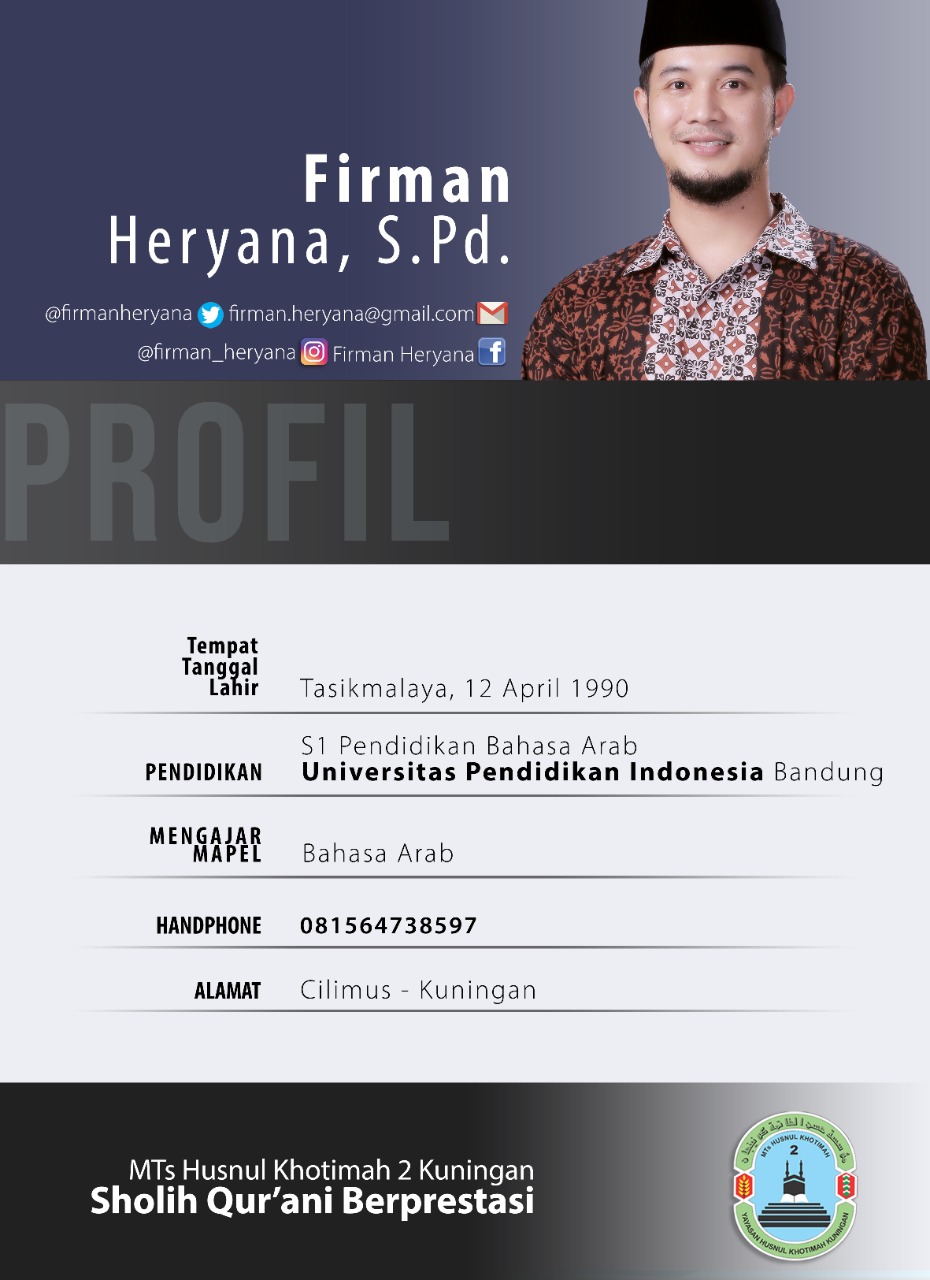 Firman
Heryana, S.Pd.
@firmanheryana firman.heryana@gmail.com
@firman_heryana Firman Heryana
PROFIL
Tempat
Tanggal
Lahir
Tasikmalaya, 12 April 1990
PENDIDIKAN
S1 Pendidikan Bahasa Arab
Universitas Pendidikan Indonesia Bandung
MENGAJAR
MAPEL
Bahasa Arab
HANDPHONE
081564738597
ALAMAT
Cilimus - Kuningan
MTs Husnul Khotimah 2 Kuningan
Sholih Qur'ani Berprestasi
MTs HUSNUL KHOTIMAH
2
YAYASAN HUSNUL KHOTIMAH KUNINGAN